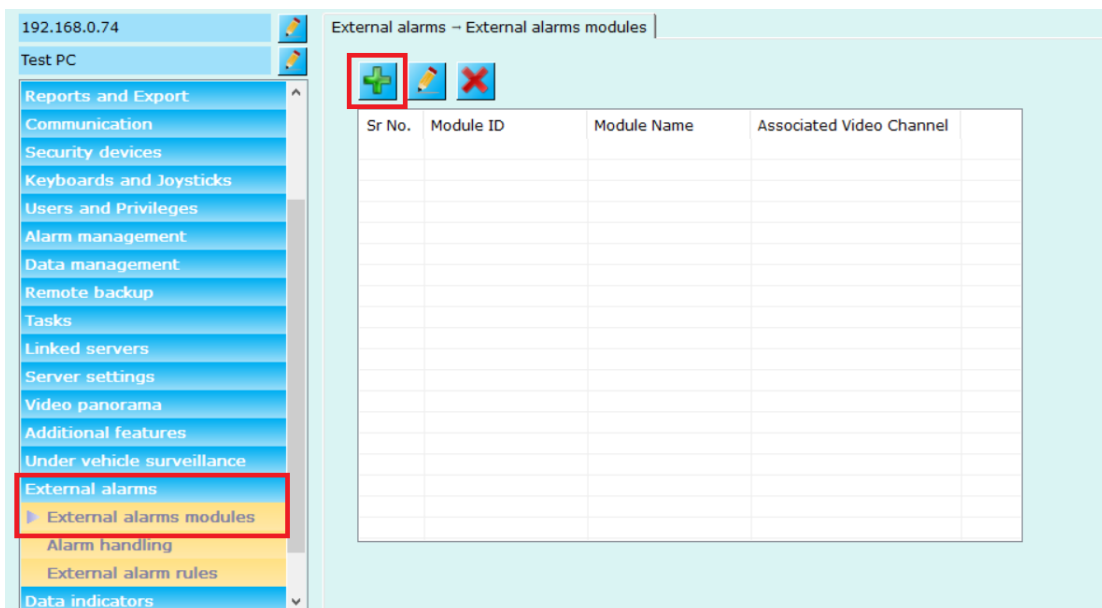 192.168.0.74
Test PC
Reports and Export
Communication
Security devices
Keyboards and Joysticks
Users and Privileges
Alarm management
Data management
Remote backup
Tasks
Linked servers
Server settings
Video panorama
Additional features
Under vehicle surveillance
External alarms
External alarms modules
Alarm handling
External alarm rules
Data indicators
External alarms → External alarms modules
Sr No. Module ID Module Name Associated Video Channel